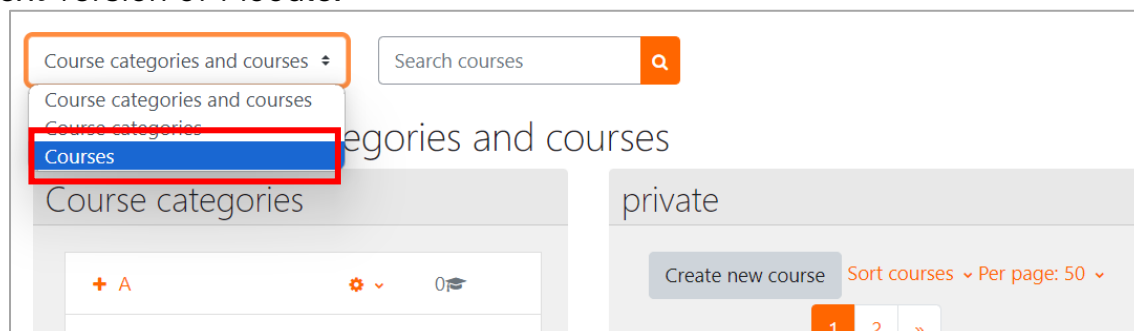 Course categories and courses
Search courses
Course categories and courses
Course categories
Courses
egories and courses
Course categories
private
A
0
Create new course
Sort courses
Per page: 50
1 2 »